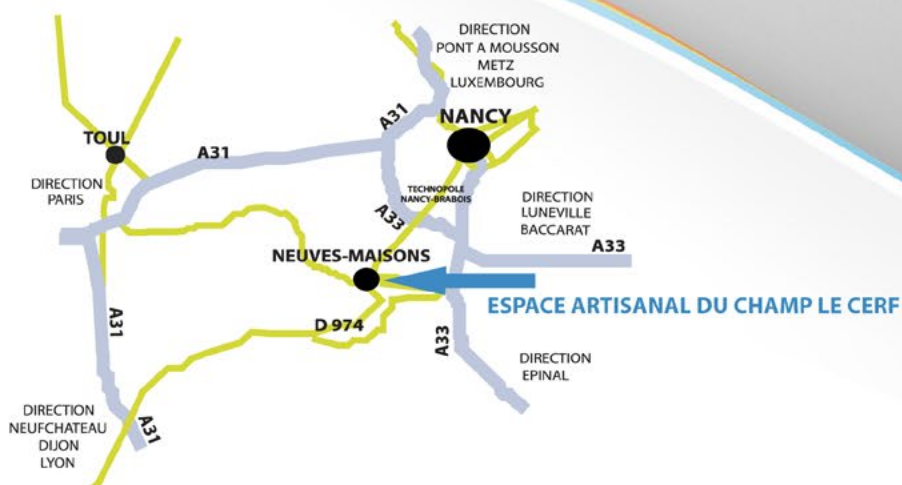 DIRECTION
PONT A MOUSSON
METZ
LUXEMBOURG
A31
NANCY
TOUL
A31
DIRECTION
PARIS
TECHNOPOLE
NANCY-BRABOIS
DIRECTION
LUNEVILLE
BACCARAT
A33
A33
NEUVES-MAISONS
ESPACE ARTISANAL DU CHAMP LE CERF
A31
D 974
A33
DIRECTION
EPINAL
DIRECTION
NEUFCHATEAU
DIJON
LYON
A31